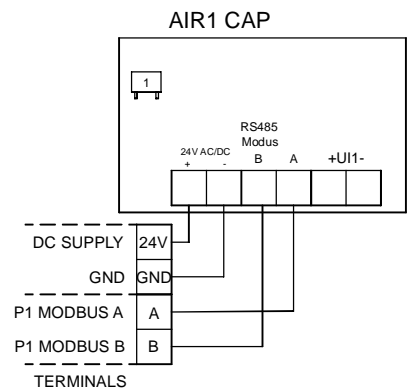 AIR1 CAP
1
RS485
Modus
24V AC/DC
+ - B A +UI1-
DC SUPPLY 24V
GND GND
P1 MODBUS A A
P1 MODBUS B B
TERMINALS